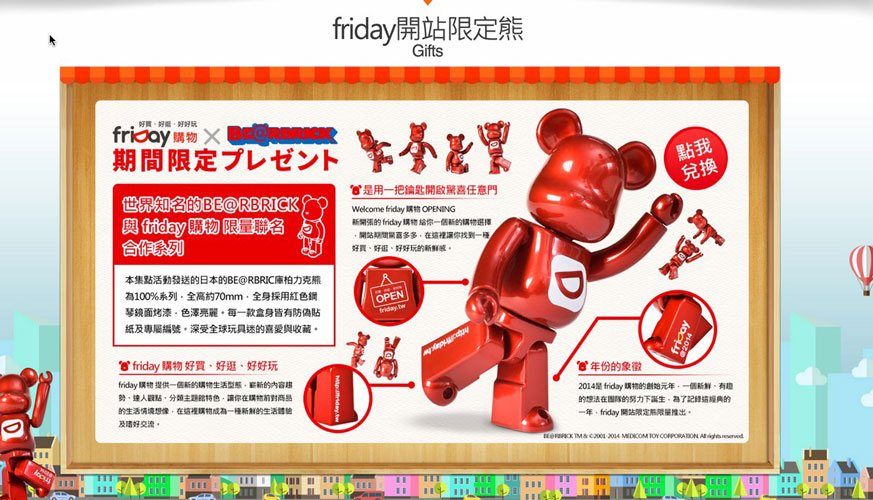 friday開站限定熊
Gifts
好買、好逛、好好玩
friday 購物 × BE@RBRICK
期間限定プレゼント
世界知名的BE@RBRICK
與 friday 購物 限量聯名
合作系列
本集點活動發送的日本的BE@RBRIC庫柏力克熊
為100%系列，全高約70mm，全身採用紅色鋼
琴鏡面烤漆，色澤亮麗。每一款盒身皆有防偽貼
紙及專屬編號。深受全球玩具迷的喜愛與收藏。
friday 購物 好買、好逛、好好玩
friday 購物 提供一個新的購物生活型態，嶄新的內容趨
勢、達人觀點、分類主題館特色，讓你在購物前對商品
的生活情境想像，在這裡購物成為一種新鮮的生活體驗
及嗜好交流。
是用一把鑰匙開啟驚喜任意門
Welcome friday 購物 OPENING
新開張的 friday 購物 給你一個新的購物選擇
，開站期間驚喜多多，在這裡讓你找到一種
好買、好逛、好好玩的新鮮感。
OPEN
friday.tw
http://friday.tw
http://friday.tw
D
點我
兌換
friday
@2014
年份的象徵
2014是 friday 購物的創始元年，一個新鮮、有趣
的想法在團隊的努力下誕生，為了記錄這經典的
一年，friday 開站限定熊限量推出。
BE@RBRICK TM & ©2001-2014 MEDICOM TOY CORPORATION. All rights reserved.
D
friday